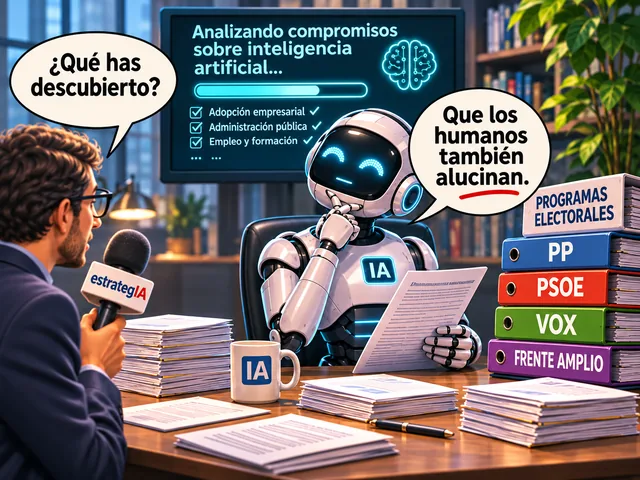 ¿Qué has
descubierto?
Analizando compromisos
sobre inteligencia
artificial...
Adopción empresarial
Administración pública
Empleo y formación
... ...
Que los
humanos
también
alucinan.
PROGRAMAS
ELECTORALES
PP
PSOE
VOX
FRENTE AMPLIO
estrategIA
IA
IA